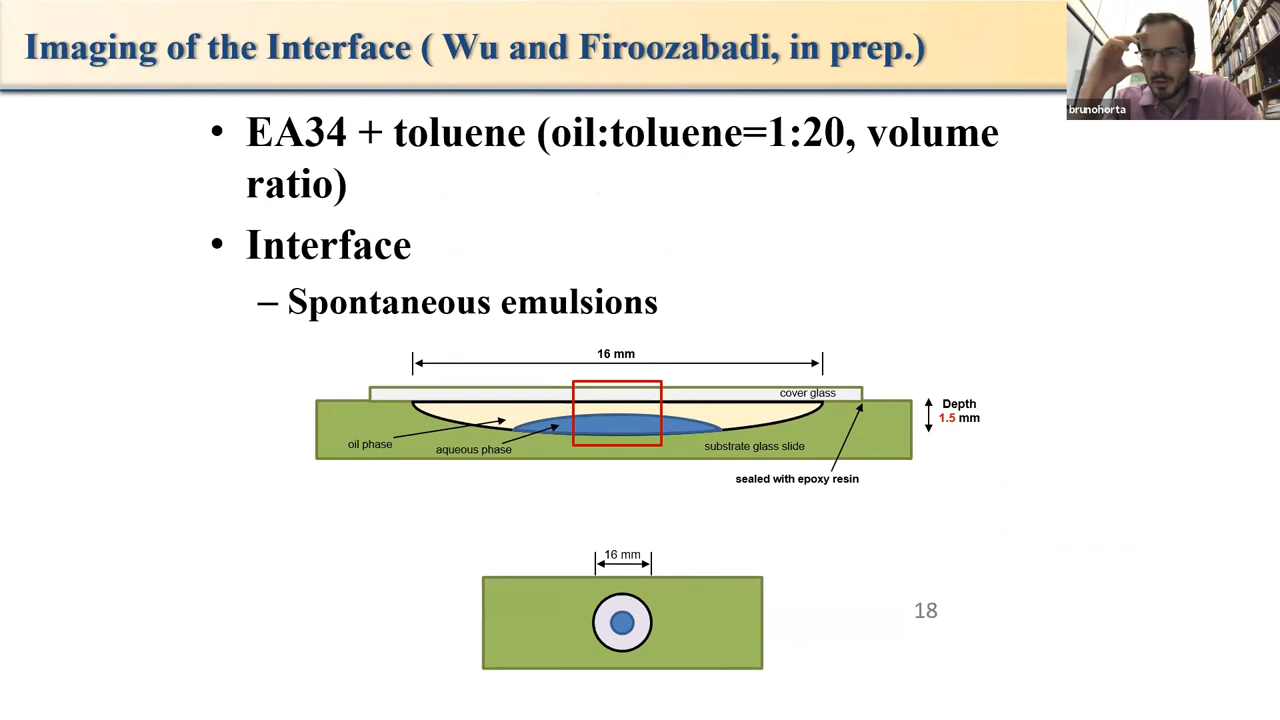 Imaging of the Interface ( Wu and Firoozabadi, in prep.)
brunohorta
• EA34 + toluene (oil:toluene=1:20, volume
ratio)
• Interface
– Spontaneous emulsions
16 mm
cover glass
Depth
1.5 mm
oil phase
aqueous phase
substrate glass slide
sealed with epoxy resin
16 mm
18